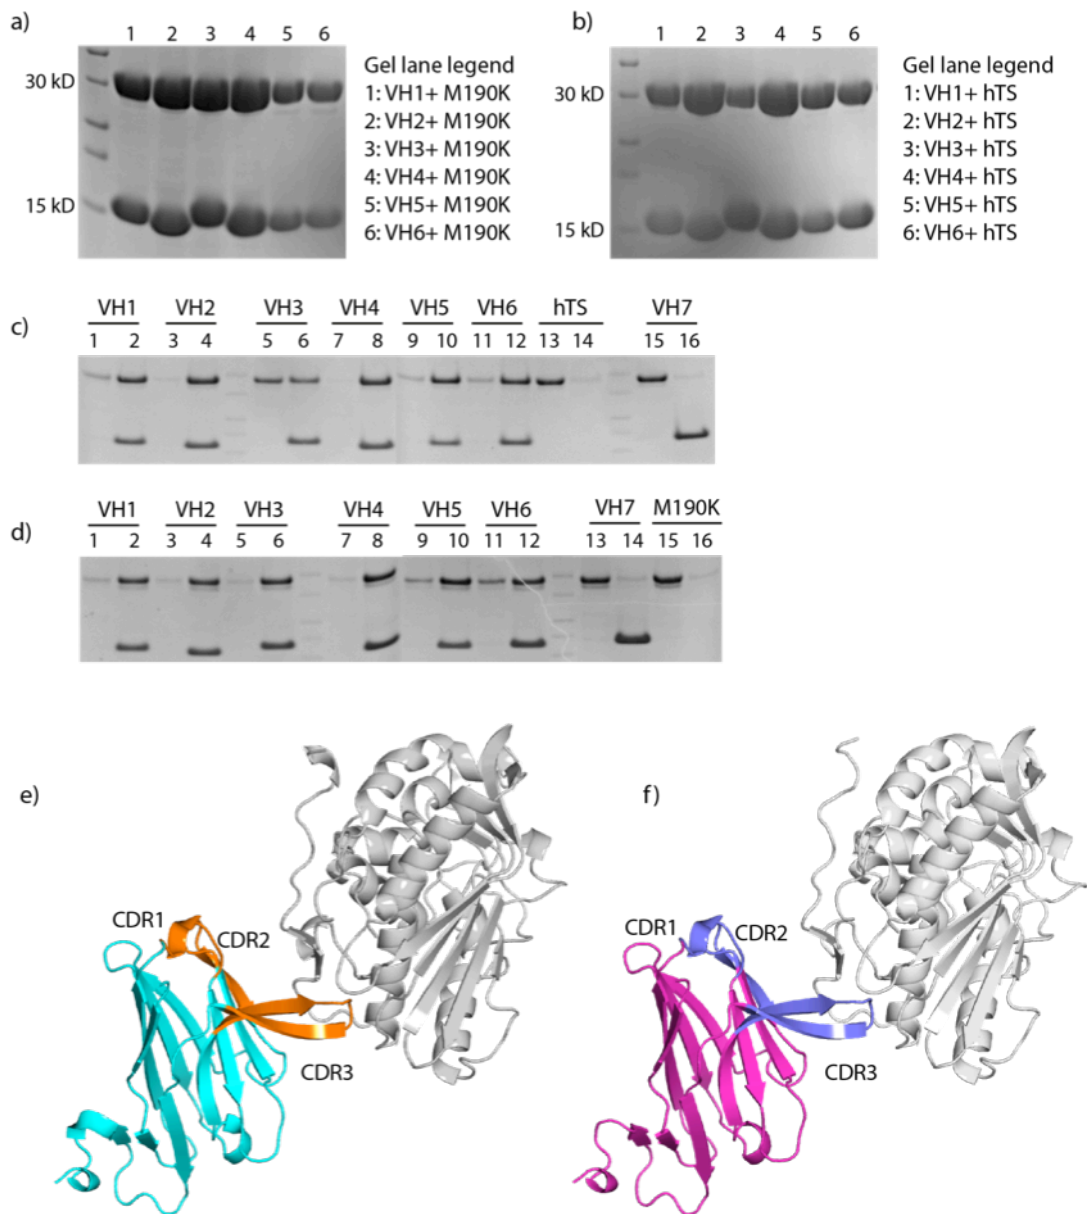 a)
1 2 3 4 5 6
30 kD
15 kD
Gel lane legend
1: VH1+ M190K
2: VH2+ M190K
3: VH3+ M190K
4: VH4+ M190K
5: VH5+ M190K
6: VH6+ M190K
b)
1 2 3 4 5 6
30 kD
15 kD
Gel lane legend
1: VH1+ hTS
2: VH2+ hTS
3: VH3+ hTS
4: VH4+ hTS
5: VH5+ hTS
6: VH6+ hTS
c)
VH1 VH2 VH3 VH4 VH5 VH6 hTS VH7
1 2 3 4 5 6 7 8 9 10 11 12 13 14 15 16
d)
VH1 VH2 VH3 VH4 VH5 VH6 VH7 M190K
1 2 3 4 5 6 7 8 9 10 11 12 13 14 15 16
e)
CDR1
CDR2
CDR3
f)
CDR1
CDR2
CDR3